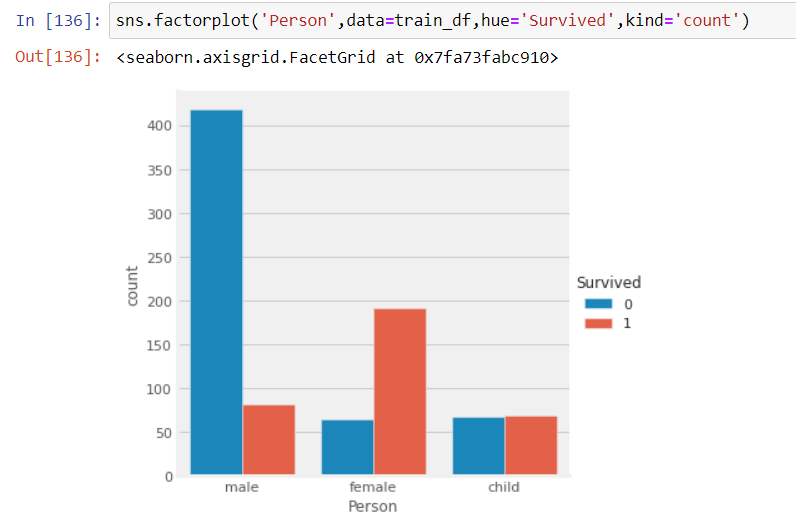 In [136]: sns.factorplot('Person',data=train_df,hue='Survived',kind='count')
Out[136]: <seaborn.axisgrid.FacetGrid at 0x7fa73fabc910>
400
350
300
250
200
150
100
50
0
count
male female child
Person
Survived
0
1